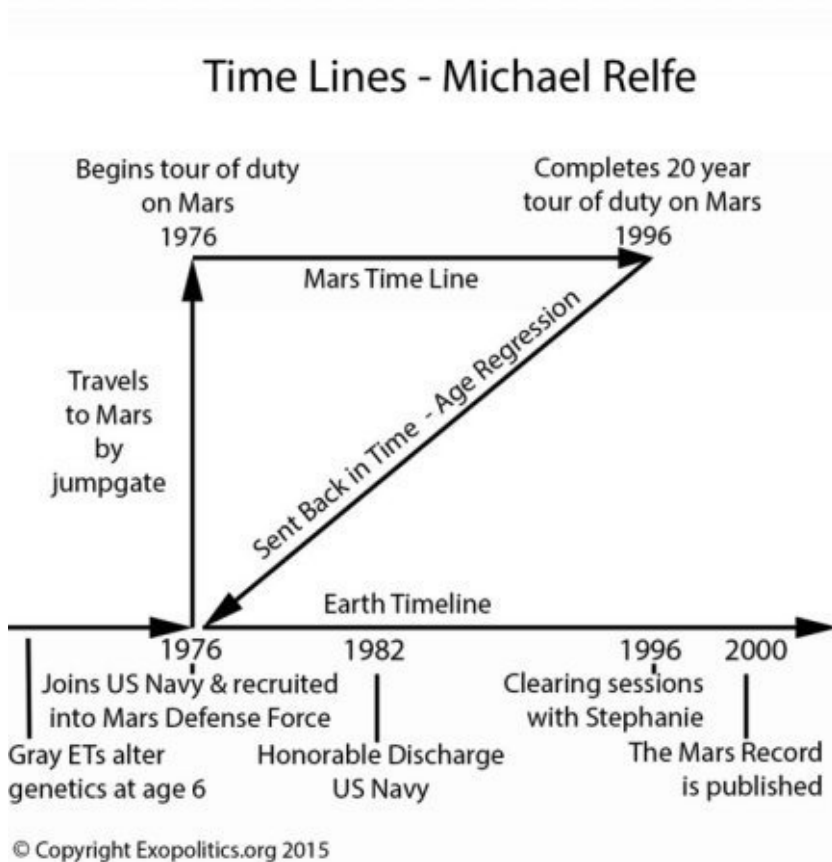 Time Lines - Michael Relfe
Begins tour of duty
on Mars
1976
Completes 20 year
tour of duty on Mars
1996
Mars Time Line
Travels
to Mars
by
jumpgate
Sent Back in Time - Age Regression
Earth Timeline
1976
Joins US Navy & recruited
into Mars Defense Force
1982
1996
Clearing sessions
with Stephanie
2000
Gray ETs alter
genetics at age 6
Honorable Discharge
US Navy
The Mars Record
is published
© Copyright Exopolitics.org 2015